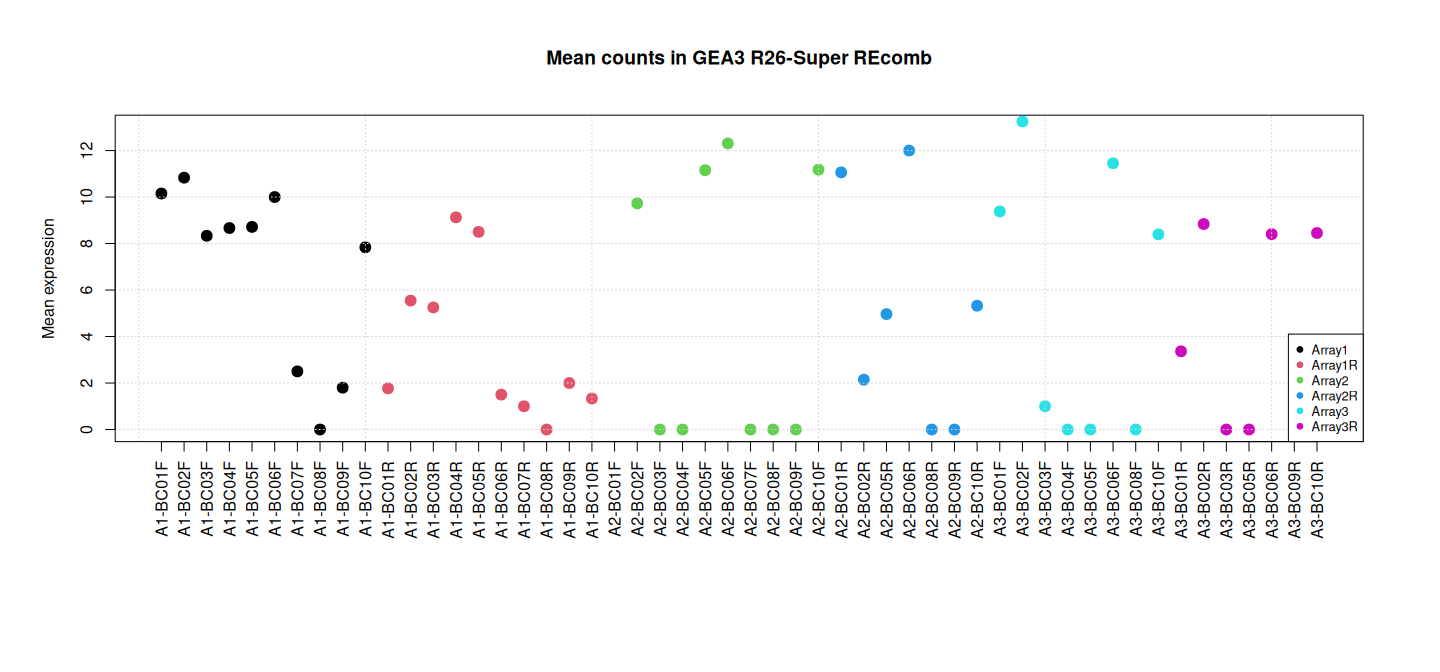 Mean counts in GEA3 R26-Super REcomb
Mean expression
12
10
8
6
4
2
0
Array1
Array1R
Array2
Array2R
Array3
Array3R
A1-BC01F
A1-BC02F
A1-BC03F
A1-BC04F
A1-BC05F
A1-BC06F
A1-BC07F
A1-BC08F
A1-BC09F
A1-BC10F
A1-BC01R
A1-BC02R
A1-BC03R
A1-BC04R
A1-BC05R
A1-BC06R
A1-BC07R
A1-BC08R
A1-BC09R
A1-BC10R
A2-BC01F
A2-BC02F
A2-BC03F
A2-BC04F
A2-BC05F
A2-BC06F
A2-BC07F
A2-BC08F
A2-BC09F
A2-BC10F
A2-BC01R
A2-BC02R
A2-BC05R
A2-BC06R
A2-BC08R
A2-BC09R
A2-BC10R
A3-BC01F
A3-BC02F
A3-BC03F
A3-BC04F
A3-BC05F
A3-BC06F
A3-BC08F
A3-BC10F
A3-BC01R
A3-BC02R
A3-BC03R
A3-BC05R
A3-BC06R
A3-BC09R
A3-BC10R